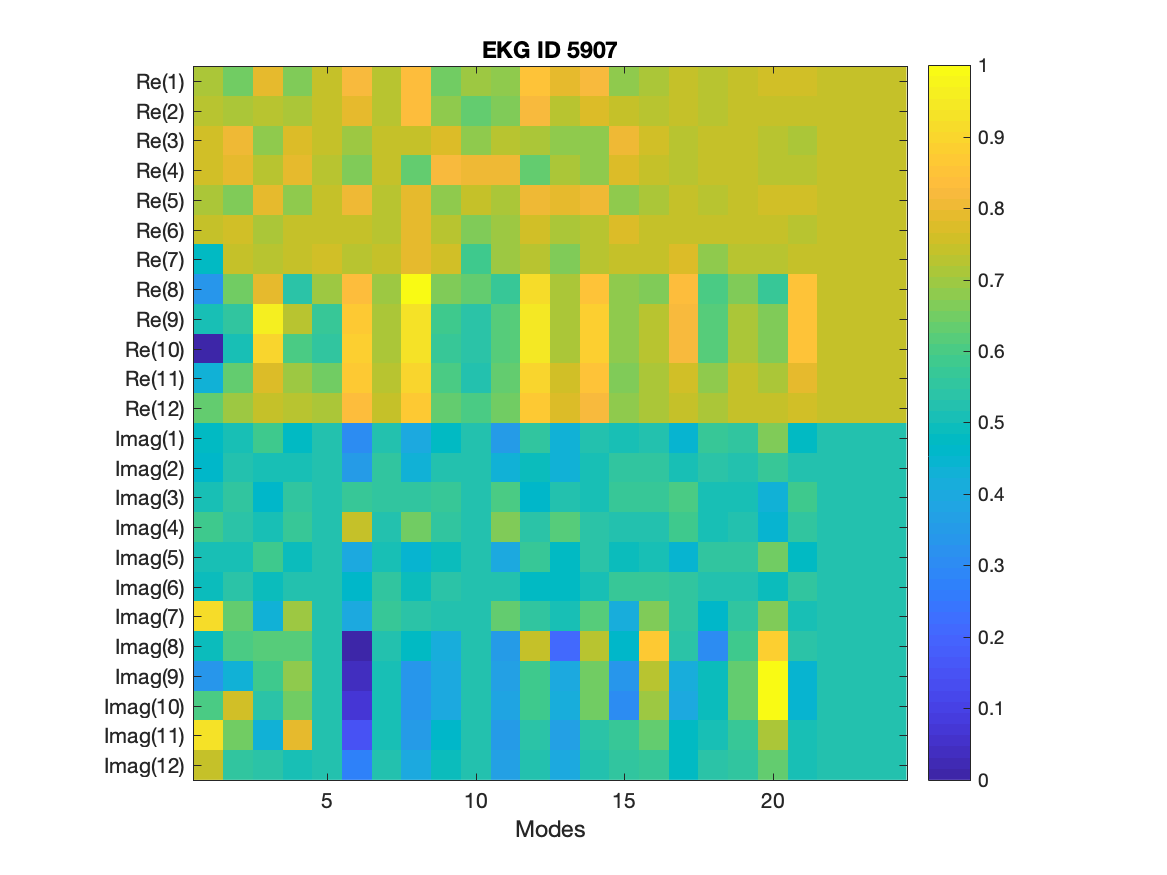 EKG ID 5907
Re(1)
Re(2)
Re(3)
Re(4)
Re(5)
Re(6)
Re(7)
Re(8)
Re(9)
Re(10)
Re(11)
Re(12)
Imag(1)
Imag(2)
Imag(3)
Imag(4)
Imag(5)
Imag(6)
Imag(7)
Imag(8)
Imag(9)
Imag(10)
Imag(11)
Imag(12)
5 10 15 20
Modes
1
0.9
0.8
0.7
0.6
0.5
0.4
0.3
0.2
0.1
0